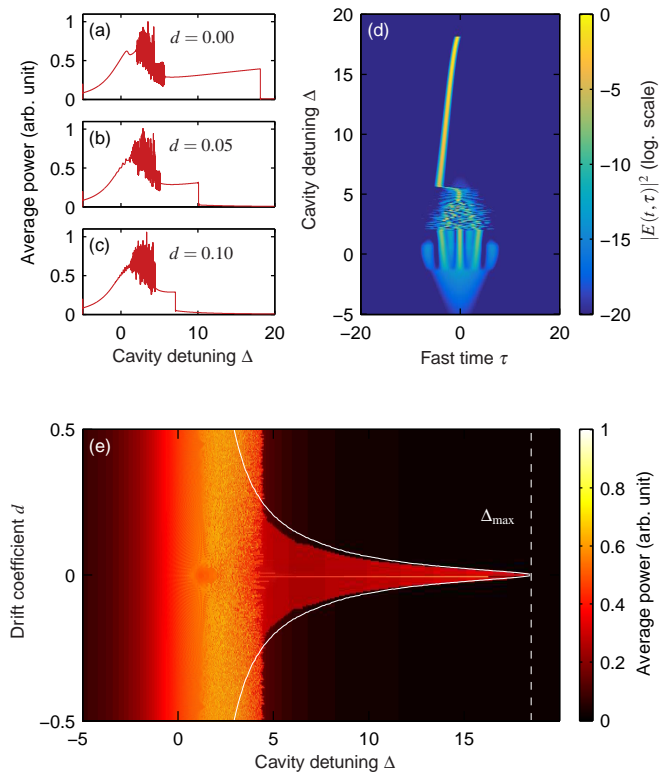 (a)
d = 0.00
(b)
d = 0.05
(c)
d = 0.10
Average power (arb. unit)
1
0.5
0
1
0.5
0
1
0.5
0
0
10
20
Cavity detuning Δ
(d)
Cavity detuning Δ
15
10
5
0
−5
−20
0
20
Fast time τ
0
−5
−10
−15
−20
|E(t,τ)|² (log. scale)
(e)
Δmax
Drift coefficient d
0.5
0
-0.5
-5
0
5
10
15
Cavity detuning Δ
1
0.8
0.6
0.4
0.2
0
Average power (arb. unit)